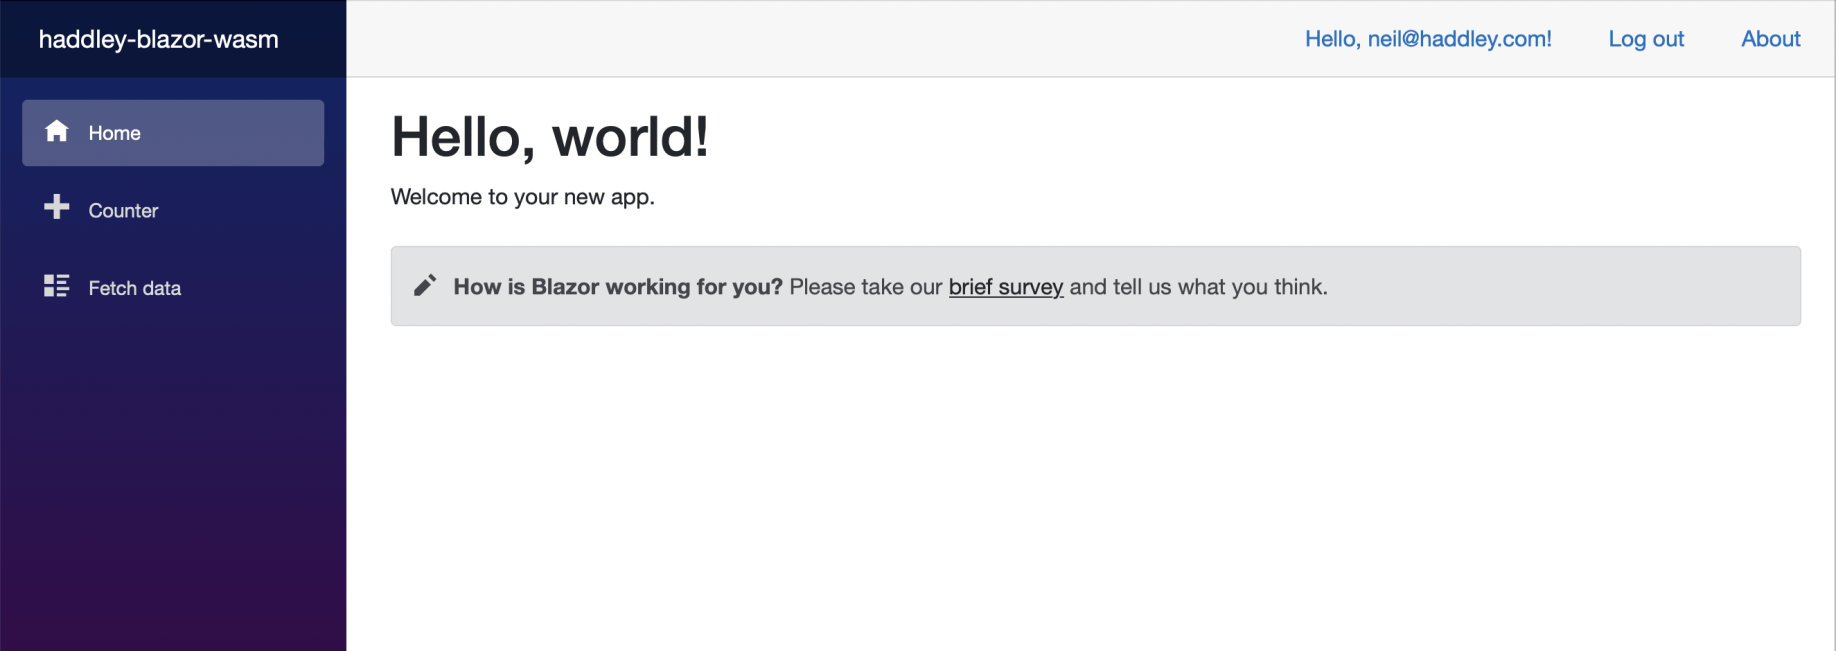 haddley-blazor-wasm
Hello, neil@haddley.com! Log out About
Home
Counter
Fetch data
Hello, world!
Welcome to your new app.
How is Blazor working for you? Please take our brief survey and tell us what you think.